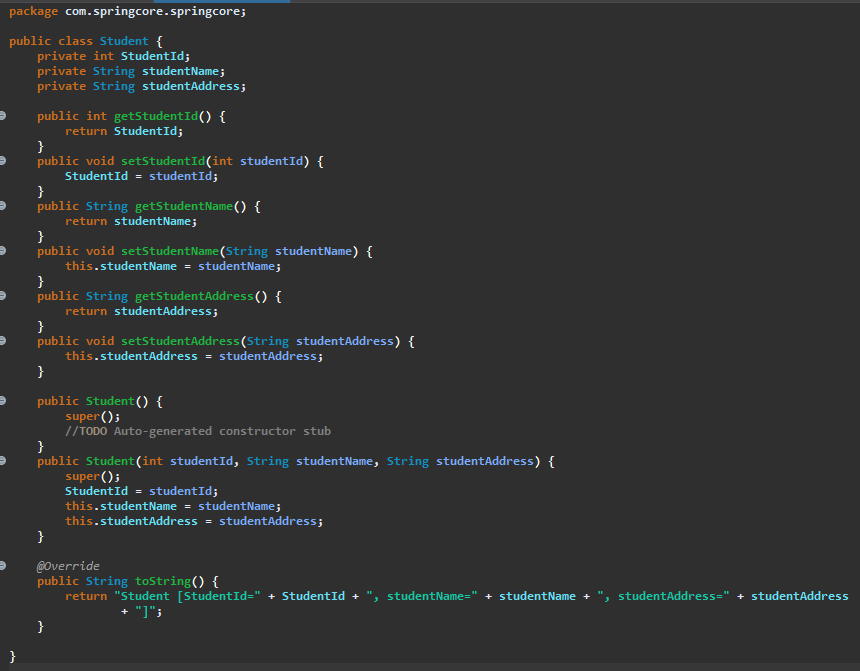 package com.springcore.springcore;
public class Student {
private int StudentId;
private String studentName;
private String studentAddress;
public int getStudentId() {
return StudentId;
}
public void setStudentId(int studentId) {
StudentId = studentId;
}
public String getStudentName() {
return studentName;
}
public void setStudentName(String studentName) {
this.studentName = studentName;
}
public String getStudentAddress() {
return studentAddress;
}
public void setStudentAddress(String studentAddress) {
this.studentAddress = studentAddress;
}
public Student() {
super();
//TODO Auto-generated constructor stub
}
public Student(int studentId, String studentName, String studentAddress) {
super();
StudentId = studentId;
this.studentName = studentName;
this.studentAddress = studentAddress;
}
@Override
public String toString() {
return "Student [StudentId=" + StudentId + ", studentName=" + studentName + ", studentAddress=" + studentAddress
+ "]";
}
}